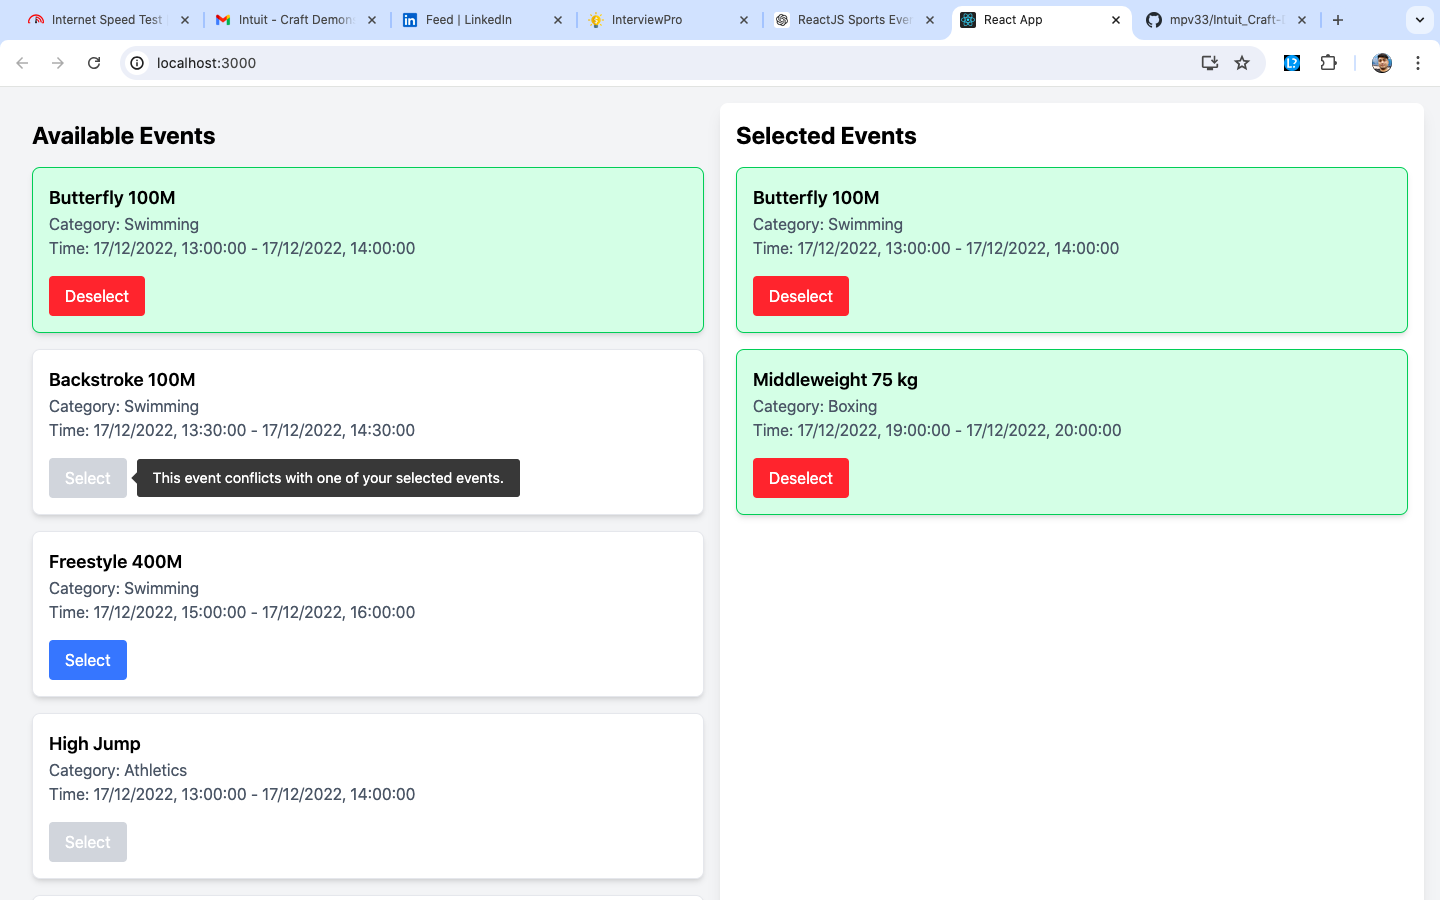 Internet Speed Test
Intuit - Craft Demon
Feed | LinkedIn
InterviewPro
ReactJS Sports Ever
React App
mpv33/Intuit_Craft-
localhost:3000
Available Events
Butterfly 100M
Category: Swimming
Time: 17/12/2022, 13:00:00 - 17/12/2022, 14:00:00
Deselect
Backstroke 100M
Category: Swimming
Time: 17/12/2022, 13:30:00 - 17/12/2022, 14:30:00
Select
This event conflicts with one of your selected events.
Freestyle 400M
Category: Swimming
Time: 17/12/2022, 15:00:00 - 17/12/2022, 16:00:00
Select
High Jump
Category: Athletics
Time: 17/12/2022, 13:00:00 - 17/12/2022, 14:00:00
Select
Selected Events
Butterfly 100M
Category: Swimming
Time: 17/12/2022, 13:00:00 - 17/12/2022, 14:00:00
Deselect
Middleweight 75 kg
Category: Boxing
Time: 17/12/2022, 19:00:00 - 17/12/2022, 20:00:00
Deselect